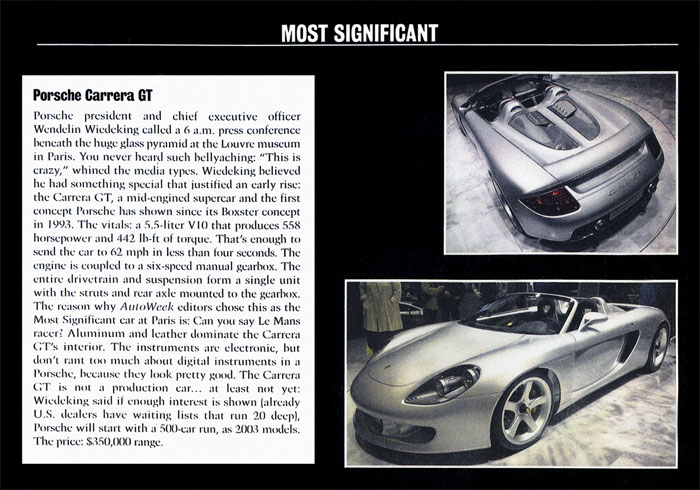 MOST SIGNIFICANT
Porsche Carrera GT
Porsche president and chief executive officer
Wendelin Wiedeking called a 6 a.m. press conference
beneath the huge glass pyramid at the Louvre museum
in Paris. You never heard such bellyaching: “This is
crazy,” whined the media types. Wiedeking believed
he had something special that justified an early rise:
the Carrera GT, a mid-engined supercar and the first
concept Porsche has shown since its Boxster concept
in 1993. The vitals: a 5.5-liter V10 that produces 558
horsepower and 442 lb-ft of torque. That’s enough to
send the car to 62 mph in less than four seconds. The
engine is coupled to a six-speed manual gearbox. The
entire drivetrain and suspension form a single unit
with the struts and rear axle mounted to the gearbox.
The reason why AutoWeek editors chose this as the
Most Significant car at Paris is: Can you say Le Mans
racer? Aluminum and leather dominate the Carrera
GT’s interior. The instruments are electronic, but
don’t rant too much about digital instruments in a
Porsche, because they look pretty good. The Carrera
GT is not a production car... at least not yet:
Wiedeking said if enough interest is shown (already
U.S. dealers have waiting lists that run 20 deep),
Porsche will start with a 500-car run, as 2003 models.
The price: $350,000 range.
Carrera GT